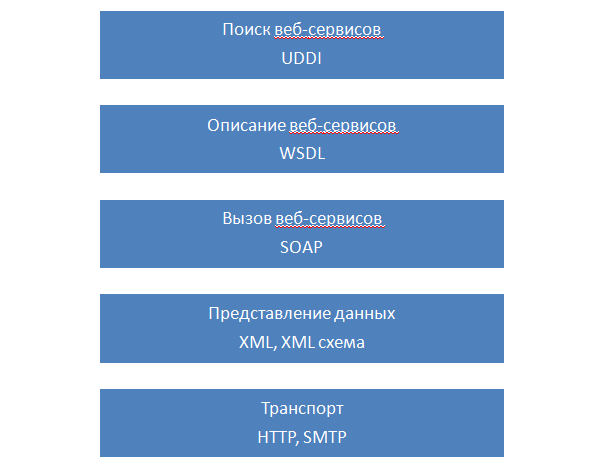 Поиск веб-сервисов
UDDI
Описание веб-сервисов
WSDL
Вызов веб-сервисов
SOAP
Представление данных
XML, XML схема
Транспорт
HTTP, SMTP